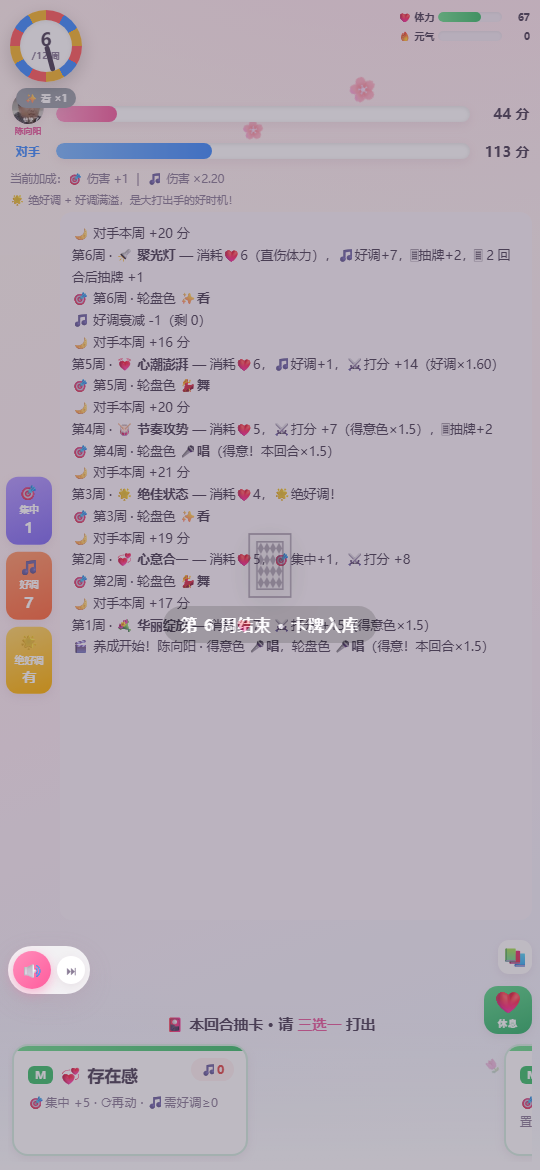 6
/12周
体力 67
元气 0
看 ×1
陈向阳
44 分
对手 113 分
当前加成: 伤害 +1 | 伤害 ×2.20
绝好调 + 好调满溢，是大打出手的好时机！
对手本周 +20 分
第6周 · 聚光灯 — 消耗6（直伤体力），好调+7，抽牌+2，2 回
合后抽牌 +1
第6周 · 轮盘色 看
好调衰减 -1（剩 0）
对手本周 +16 分
第5周 · 心潮澎湃 — 消耗6，好调+1，打分 +14（好调×1.60）
第5周 · 轮盘色 舞
对手本周 +20 分
第4周 · 节奏攻势 — 消耗5，打分 +7（得意色×1.5），抽牌+2
第4周 · 轮盘色 唱（得意！本回合×1.5）
对手本周 +21 分
第3周 · 绝佳状态 — 消耗4，绝好调！
第3周 · 轮盘色 看
对手本周 +19 分
第2周 · 心意合一 — 消耗5，集中+1，打分 +8
第2周 · 轮盘色 舞
对手本周 +17 分
第1周 · 华丽绽放
得意色×1.5）
第 6 周结束 · 卡牌入库
养成开始！陈向阳 · 得意色 唱，轮盘色 唱（得意！本回合×1.5）
集中
1
好调
7
绝好调
有
休息
本回合抽卡 • 请 三选一 打出
M 存在感 0
集中 +5 · 再动 · 需好调≥0
M
置